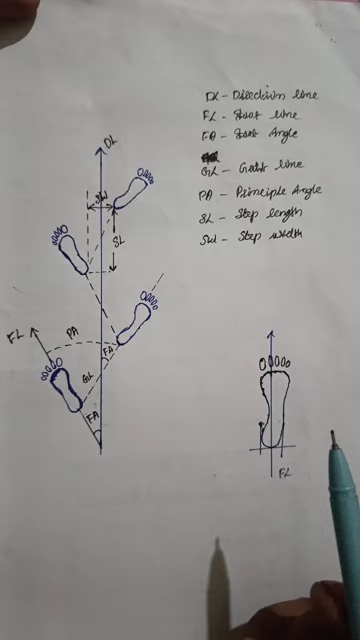 DL - Direction line
FL - Foot line
FA - Foot Angle
GL - Gait line
PA - Principle Angle
SL - Step length
SW - Step width
DL
SW
SL
FL
PA
FA
GL
FA
FL